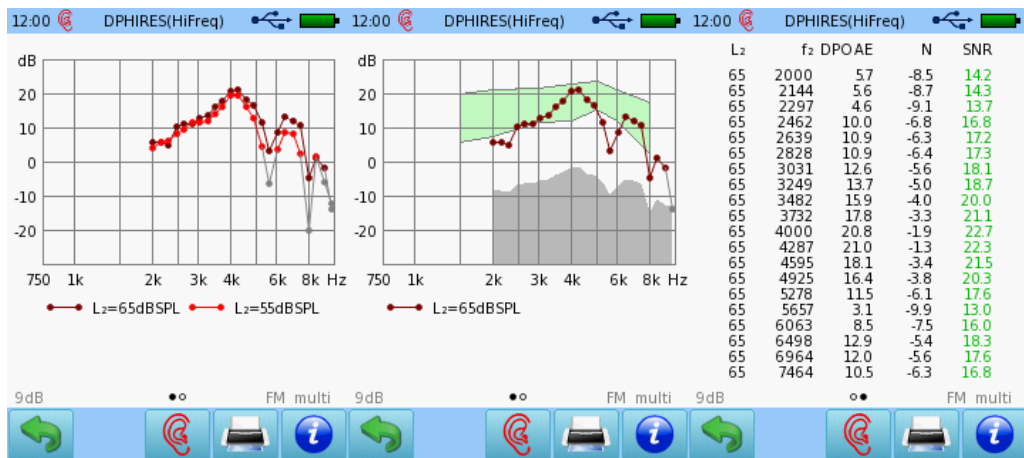 12:00 DPHIRES(HiFreq)
dB
20
10
0
-10
-20
750 1k 2k 3k 4k 6k 8k Hz
L₂=65dBSPL L₂=55dBSPL
9dB FM multi
12:00 DPHIRES(HiFreq)
dB
20
10
0
-10
-20
750 1k 2k 3k 4k 6k 8k Hz
L₂=65dBSPL
9dB FM multi
12:00 DPHIRES(HiFreq)
L₂ f₂ DPOAE N SNR
65 2000 5.7 -8.5 14.2
65 2144 5.6 -8.7 14.3
65 2297 4.6 -9.1 13.7
65 2462 10.0 -6.8 16.8
65 2639 10.9 -6.3 17.2
65 2828 10.9 -6.4 17.3
65 3031 12.6 -5.6 18.1
65 3249 13.7 -5.0 18.7
65 3482 15.9 -4.0 20.0
65 3732 17.8 -3.3 21.1
65 4000 20.8 -1.9 22.7
65 4287 21.0 -1.3 22.3
65 4595 18.1 -3.4 21.5
65 4925 16.4 -3.8 20.3
65 5278 11.5 -6.1 17.6
65 5657 3.1 -9.9 13.0
65 6063 8.5 -7.5 16.0
65 6498 12.9 -5.4 18.3
65 6964 12.0 -5.6 17.6
65 7464 10.5 -6.3 16.8
9dB FM multi